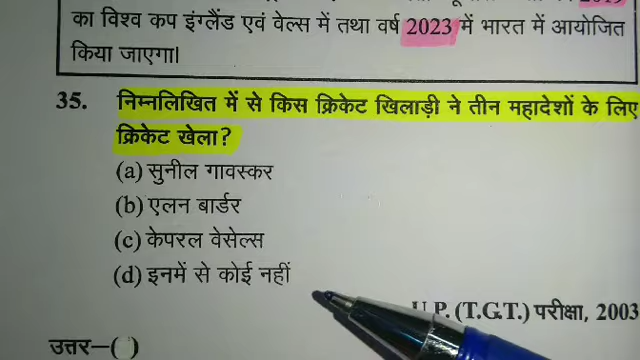 का विश्व कप इंग्लैंड एवं वेल्स में तथा वर्ष 2023 में भारत में आयोजित
किया जाएगा।
35. निम्नलिखित में से किस क्रिकेट खिलाड़ी ने तीन महादेशों के लिए
क्रिकेट खेला?
(a) सुनील गावस्कर
(b) एलन बार्डर
(c) केपरल वेसेल्स
(d) इनमें से कोई नहीं
U.P. (T.G.T.) परीक्षा, 2003
उत्तर–( )